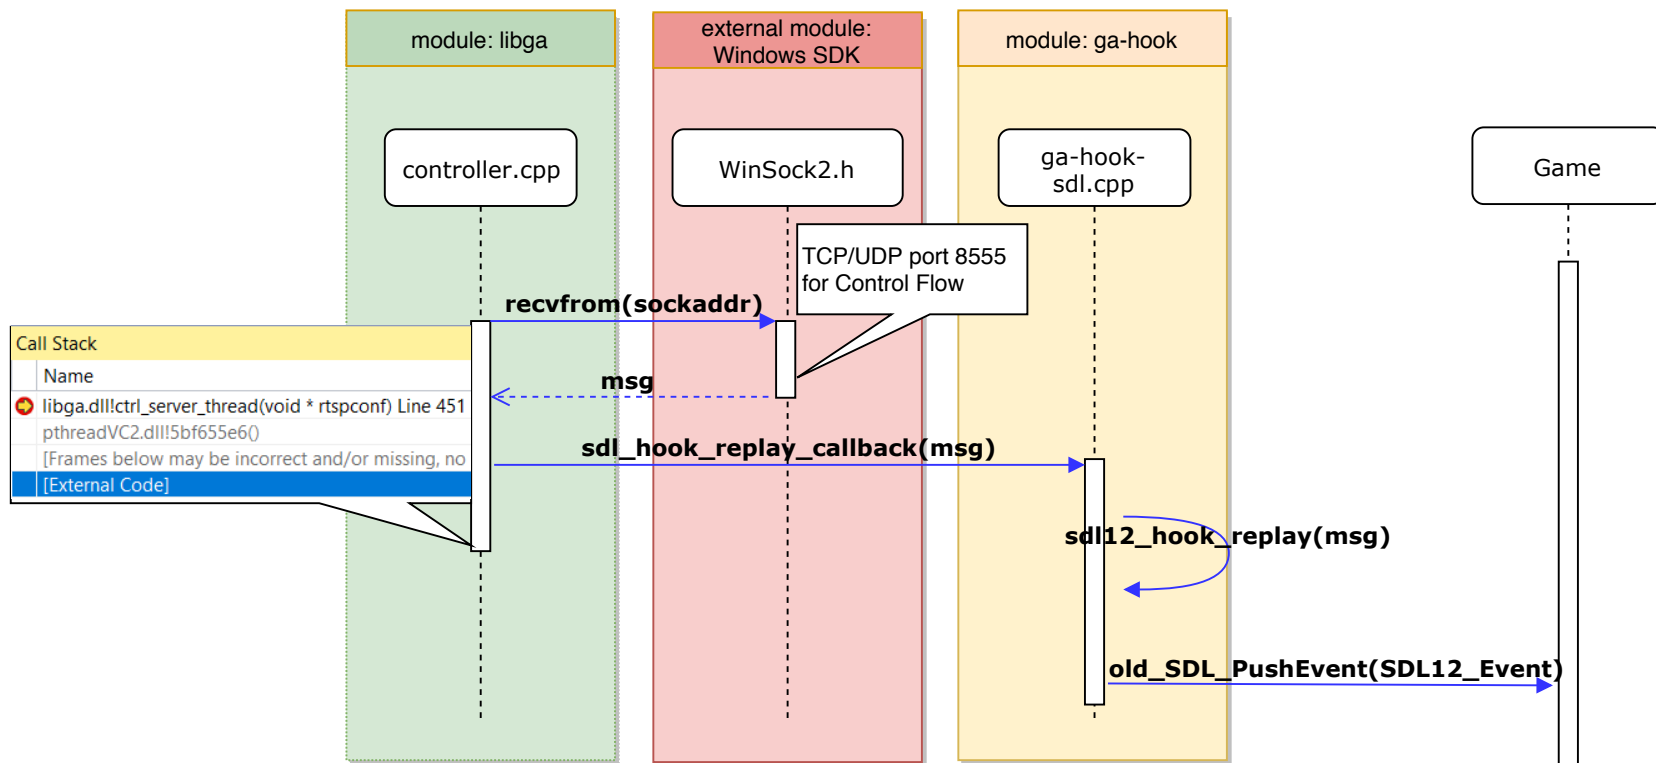 module: libga
external module:
Windows SDK
module: ga-hook
controller.cpp
WinSock2.h
ga-hook-
sdl.cpp
Game
TCP/UDP port 8555
for Control Flow
recvfrom(sockaddr)
Call Stack
Name
libga.dll!ctrl_server_thread(void * rtspconf) Line 451
pthreadVC2.dll!5bf655e6()
[Frames below may be incorrect and/or missing, no
[External Code]
msg
sdl_hook_replay_callback(msg)
sdl12_hook_replay(msg)
old_SDL_PushEvent(SDL12_Event)